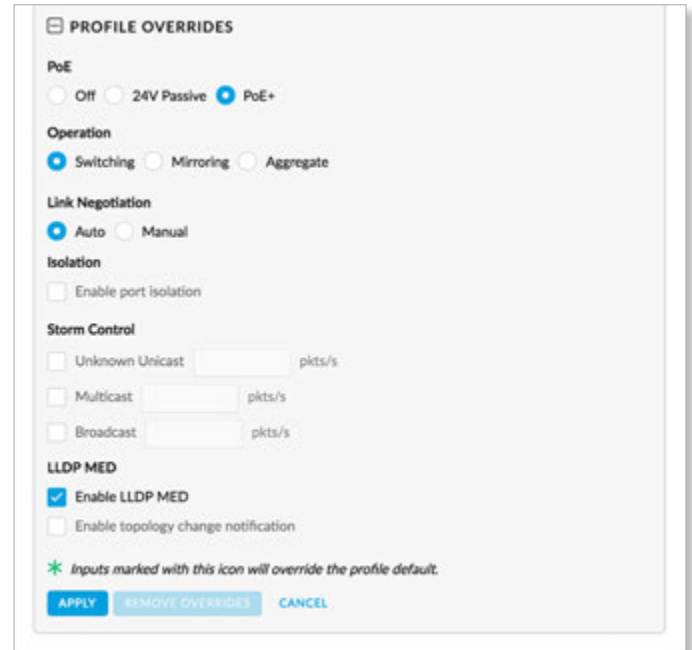 PROFILE OVERRIDES
PoE
Off 24V Passive PoE+
Operation
Switching Mirroring Aggregate
Link Negotiation
Auto Manual
Isolation
Enable port isolation
Storm Control
Unknown Unicast pkts/s
Multicast pkts/s
Broadcast pkts/s
LLDP MED
Enable LLDP MED
Enable topology change notification
Inputs marked with this icon will override the profile default.
APPLY REMOVE OVERRIDES CANCEL